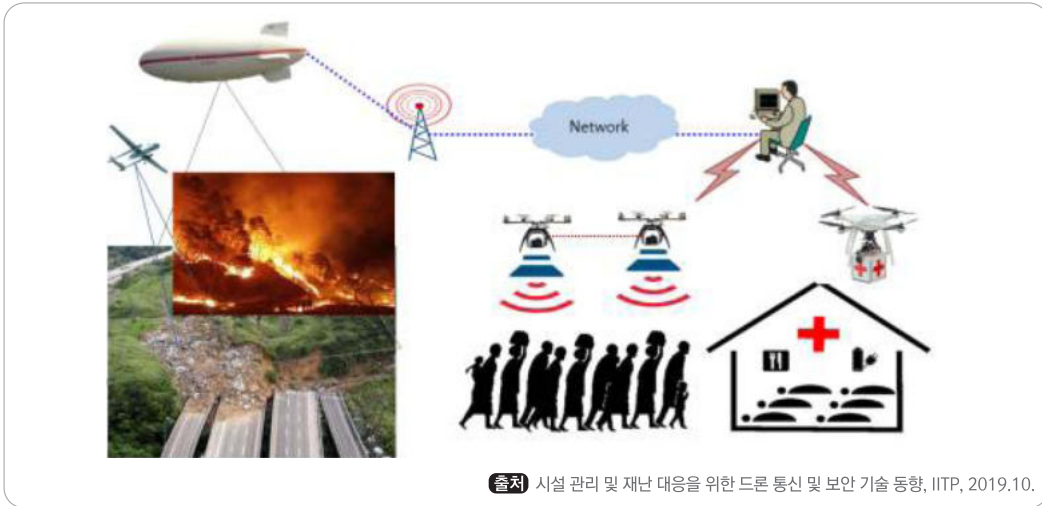 Network
출처 시설 관리 및 재난 대응을 위한 드론 통신 및 보안 기술 동향, IITP, 2019.10.